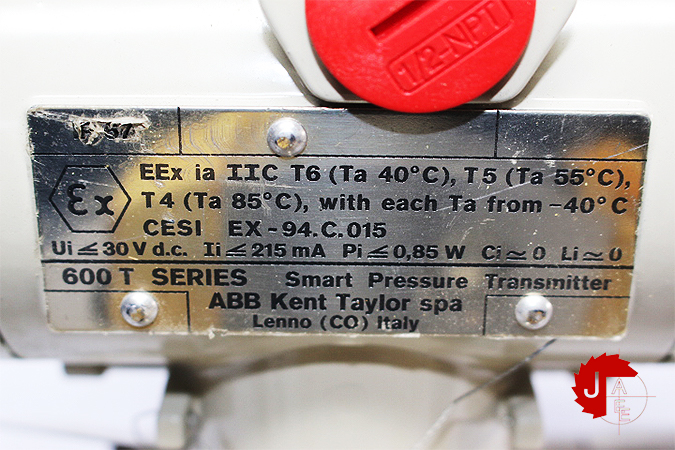 1/2-NPT
F 57
EEx ia IIC T6 (Ta 40°C), T5 (Ta 55°C),
Ex
T4 (Ta 85°C), with each Ta from -40°C
CESI EX-94.C.015
Ui ≤ 30 V d.c. Ii ≤ 215 mA Pi ≤ 0,85 W Ci ≃ 0 Li ≃ 0
600 T SERIES Smart Pressure Transmitter
ABB Kent Taylor spa
Lenno (CO) Italy
J
A
E
E